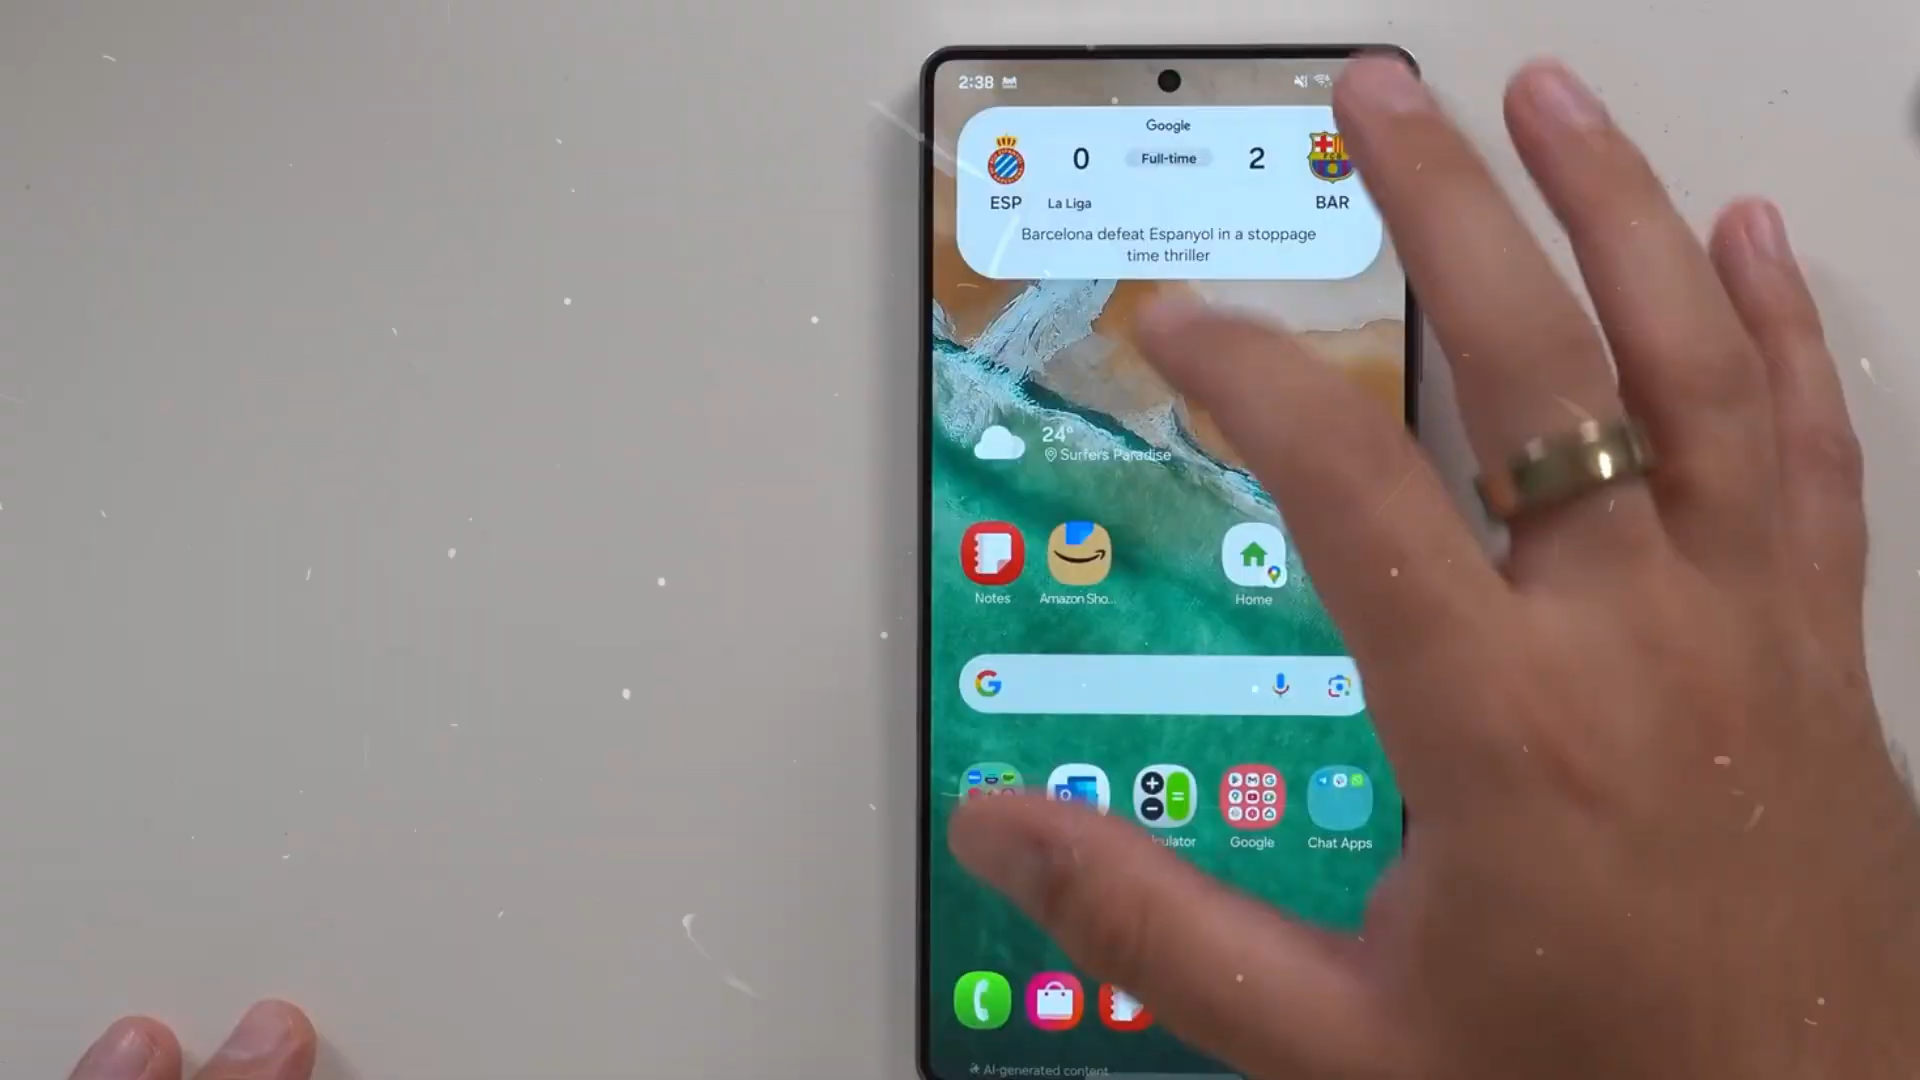 2:38
Google
0 Full-time 2
ESP La Liga BAR
Barcelona defeat Espanyol in a stoppage
time thriller
24°
Surfers Paradise
Notes Amazon Sho... Home
Google Chat Apps
AI-generated content